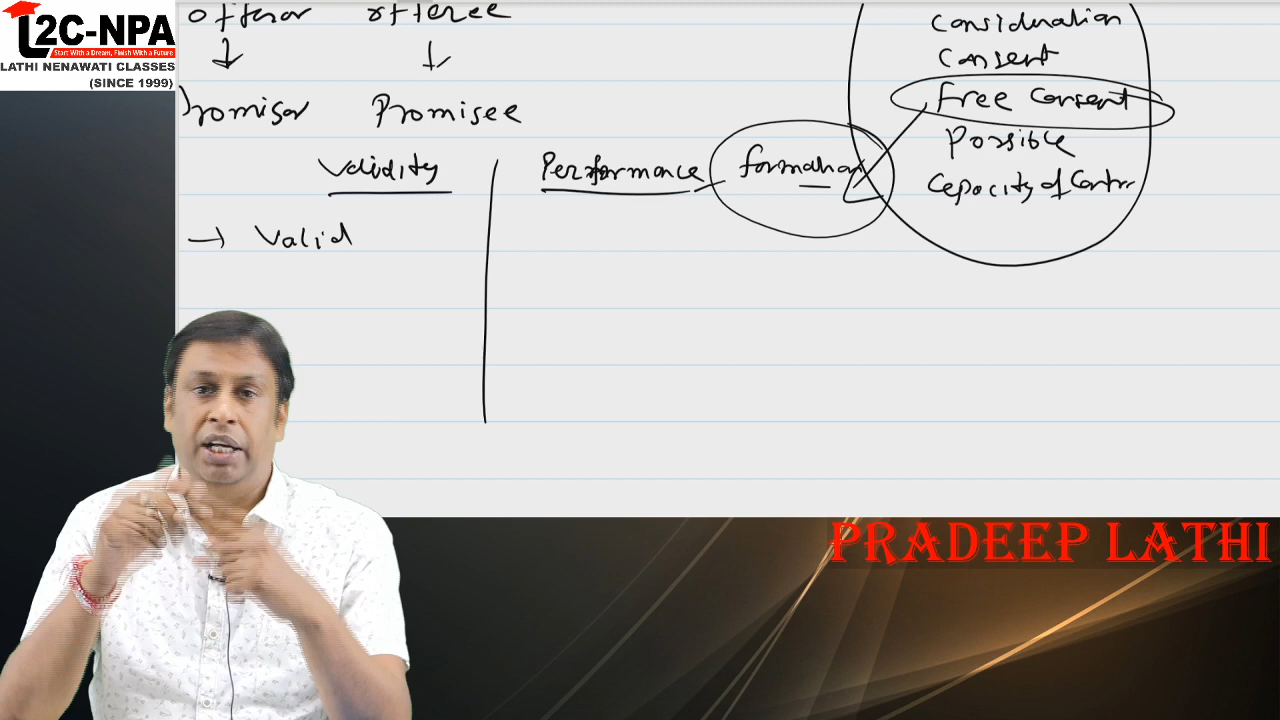 L2C-NPA
Start With a Dream, Finish With a Future
LATHI NENAWATI CLASSES
(SINCE 1999)
offeror offeree
Promisor Promisee
Validity Performance formation
→ Valid
Consideration
Consent
Free Consent
Possible
Capacity of Contr
PRADEEP LATHI